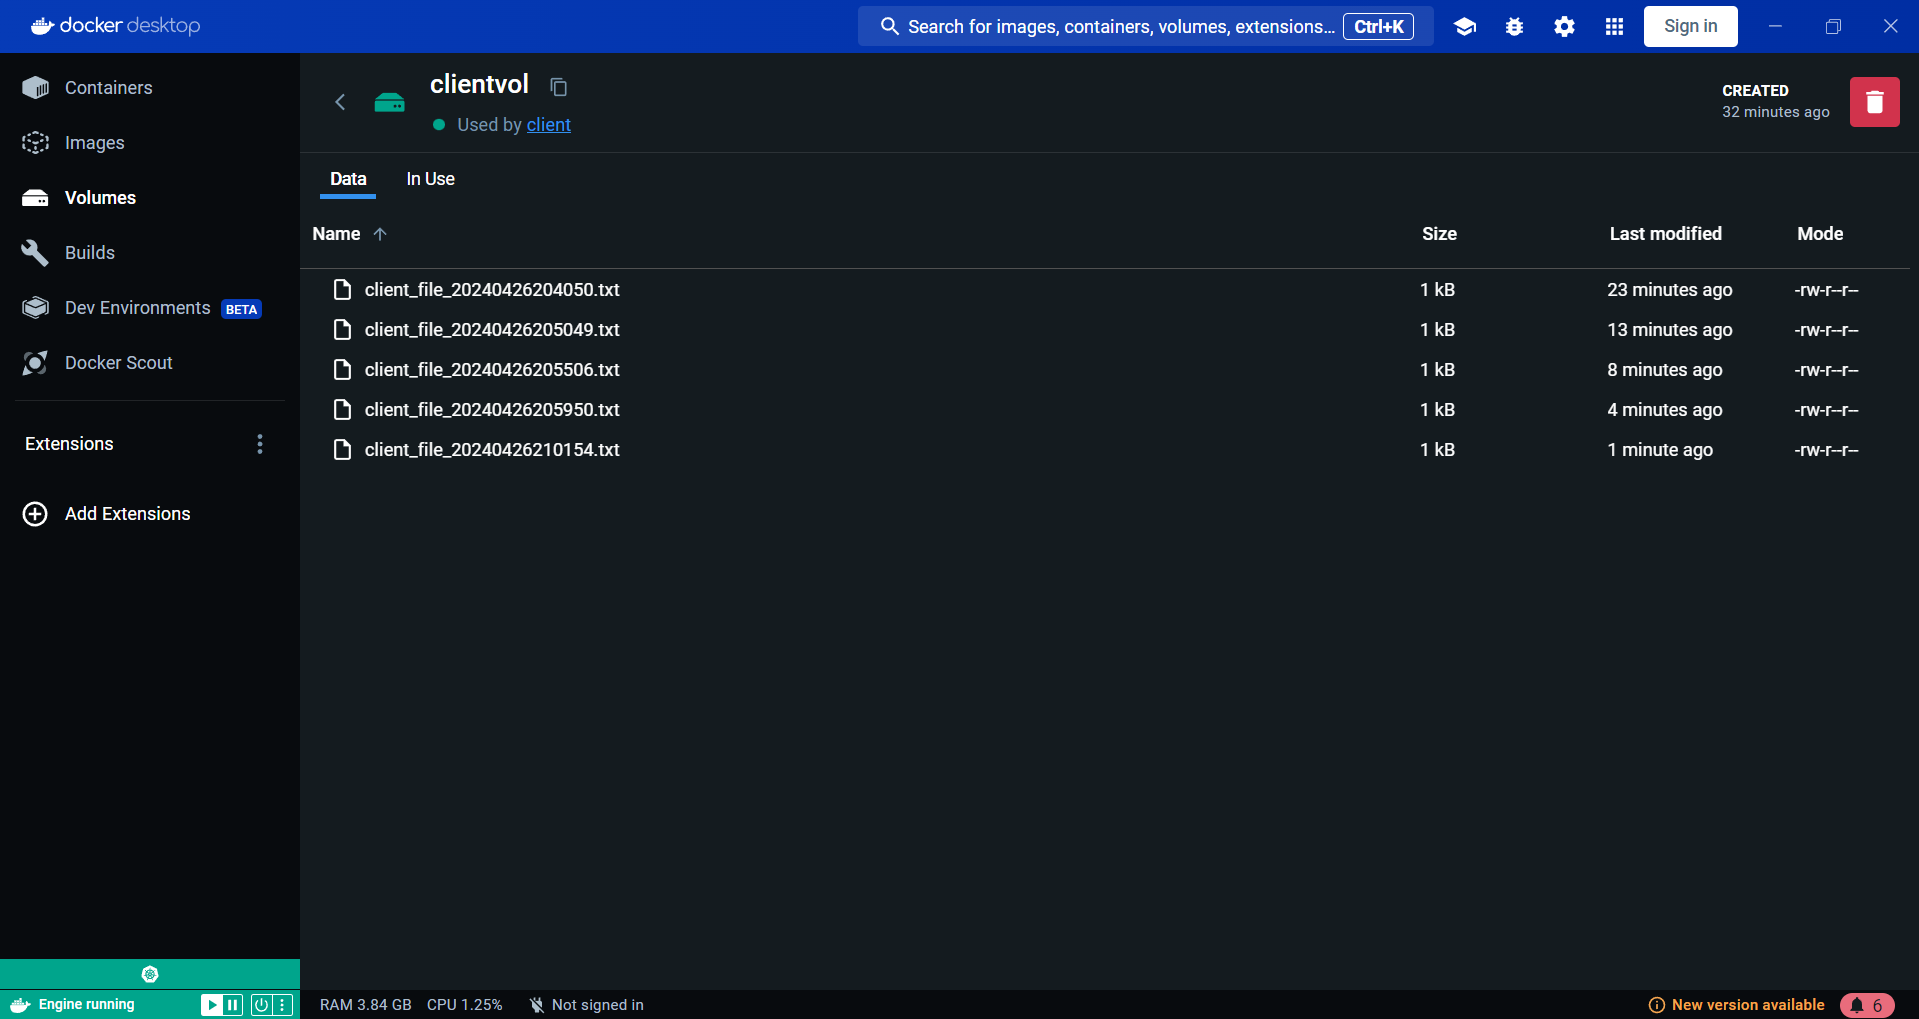 docker desktop
Search for images, containers, volumes, extensions... Ctrl+K
Sign in
Containers
Images
Volumes
Builds
Dev Environments BETA
Docker Scout
Extensions
Add Extensions
clientvol
Used by client
CREATED
32 minutes ago
Data In Use
Name Size Last modified Mode
client_file_20240426204050.txt 1 kB 23 minutes ago -rw-r--r--
client_file_20240426205049.txt 1 kB 13 minutes ago -rw-r--r--
client_file_20240426205506.txt 1 kB 8 minutes ago -rw-r--r--
client_file_20240426205950.txt 1 kB 4 minutes ago -rw-r--r--
client_file_20240426210154.txt 1 kB 1 minute ago -rw-r--r--
Engine running
RAM 3.84 GB CPU 1.25% Not signed in
New version available 6